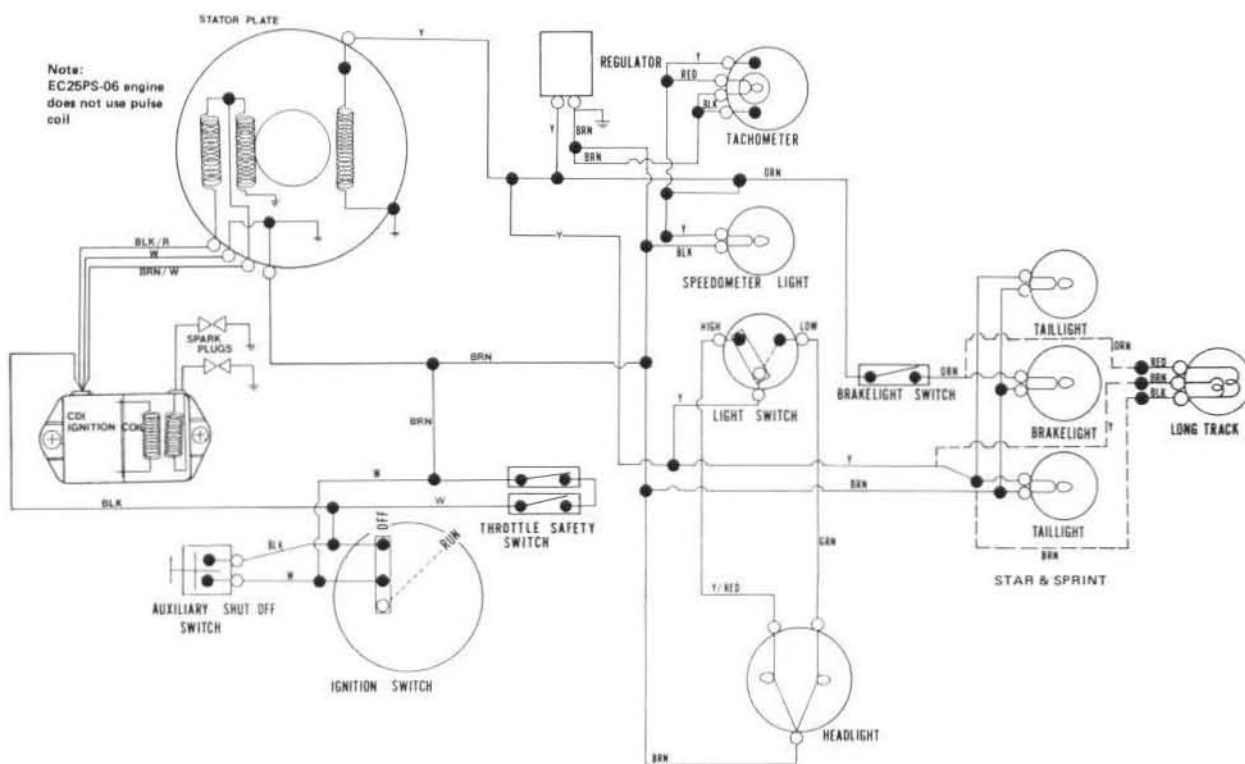 STATOR PLATE
Note:
EC25PS-06 engine
does not use pulse
coil
Y
REGULATOR
Y
RED
BLK
TACHOMETER
Y
BRN
BRN
ORN
Y
Y
BLK
SPEEDOMETER LIGHT
BLK/R
W
BRN/W
SPARK
PLUGS
CDI
IGNITION COIL
BRN
BRN
HIGH
LOW
Y
LIGHT SWITCH
BRAKELIGHT SWITCH
ORN
TAILLIGHT
ORN
RED
BRN
BLK
Y
BRAKELIGHT
LONG TRACK
Y
BRN
TAILLIGHT
BRN
STAR & SPRINT
W
W
BLK
THROTTLE SAFETY
SWITCH
OFF
RUN
BLK
W
AUXILIARY SHUT OFF
SWITCH
IGNITION SWITCH
GRN
Y/RED
HEADLIGHT
BRN